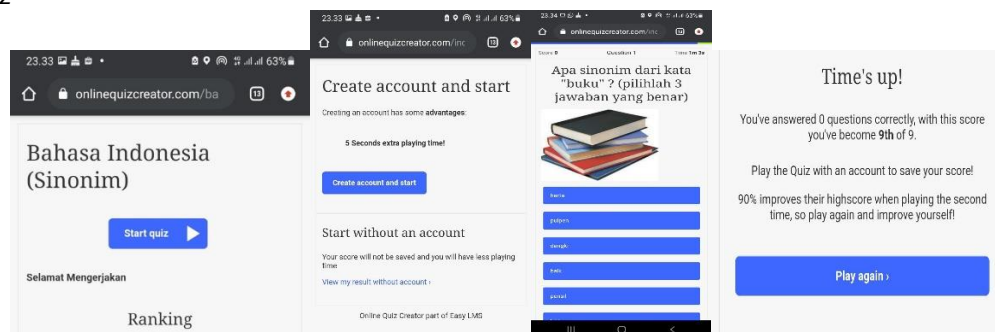 23.33 63%
onlinequizcreator.com/ba 13
Bahasa Indonesia
(Sinonim)
Start quiz
Selamat Mengerjakan
Ranking
23.33 63%
onlinequizcreator.com/inc 13
Create account and start
Creating an account has some advantages:
5 Seconds extra playing time!
Create account and start
Start without an account
Your score will not be saved and you will have less playing
time
View my result without account ›
Online Quiz Creator part of Easy LMS
23.34 63%
onlinequizcreator.com/inc
Score 0 Question 1 Time 1m 3s
Apa sinonim dari kata
"buku" ? (pilihlah 3
jawaban yang benar)
pulpen
Time's up!
You've answered 0 questions correctly, with this score
you've become 9th of 9.
Play the Quiz with an account to save your score!
90% improves their highscore when playing the second
time, so play again and improve yourself!
Play again ›